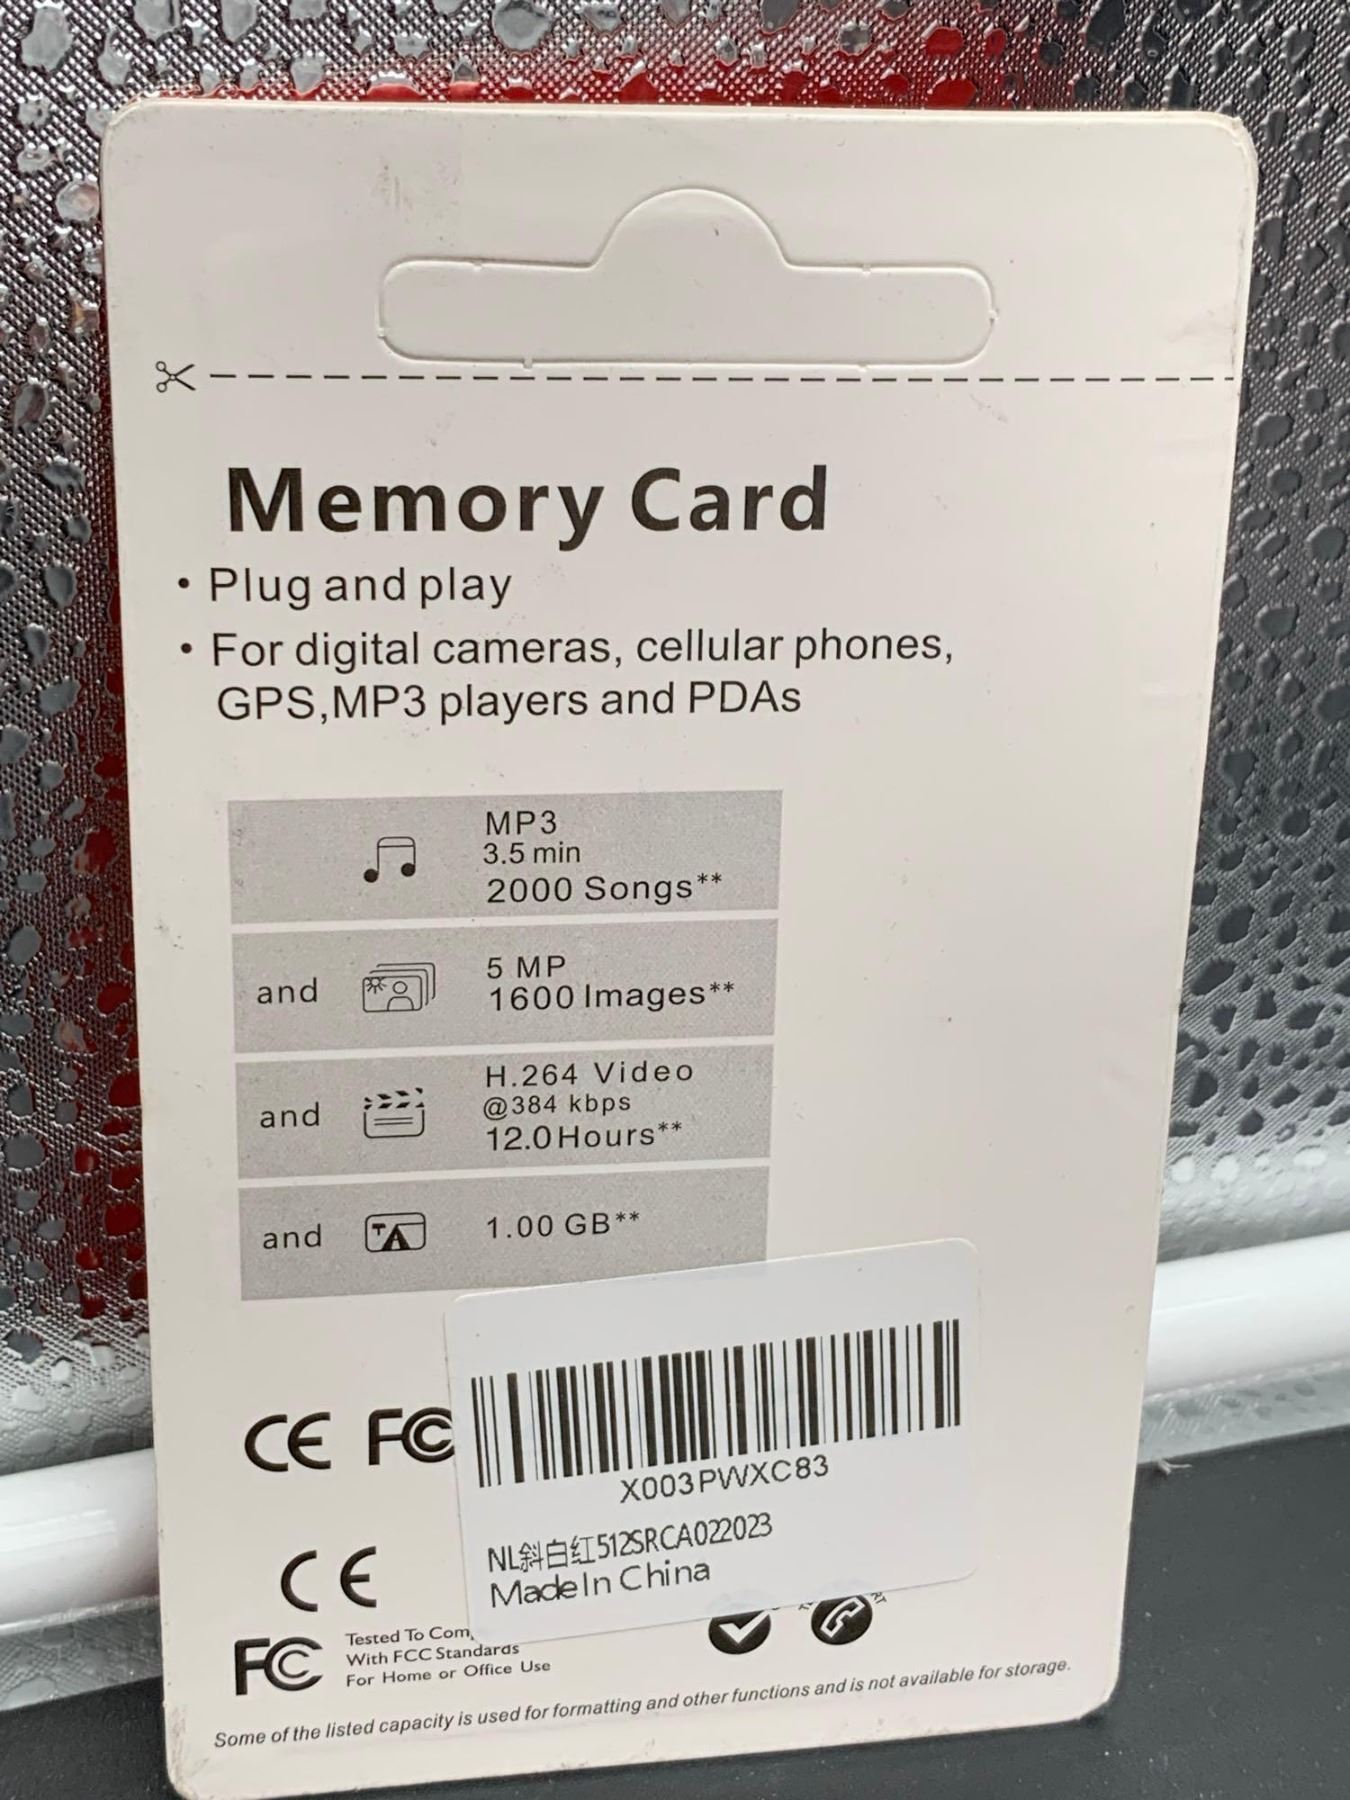 Memory Card
• Plug and play
• For digital cameras, cellular phones,
GPS,MP3 players and PDAs
MP3
3.5 min
2000 Songs**
and
5 MP
1600 Images**
and
H.264 Video
@384 kbps
12.0 Hours**
and
TA
1.00 GB**
CE FC
X003PWXC83
NL斜白红512SRCA022023
Made In China
CE
FC
Tested To Com
With FCC Standards
For Home or Office Use
Some of the listed capacity is used for formatting and other functions and is not available for storage.